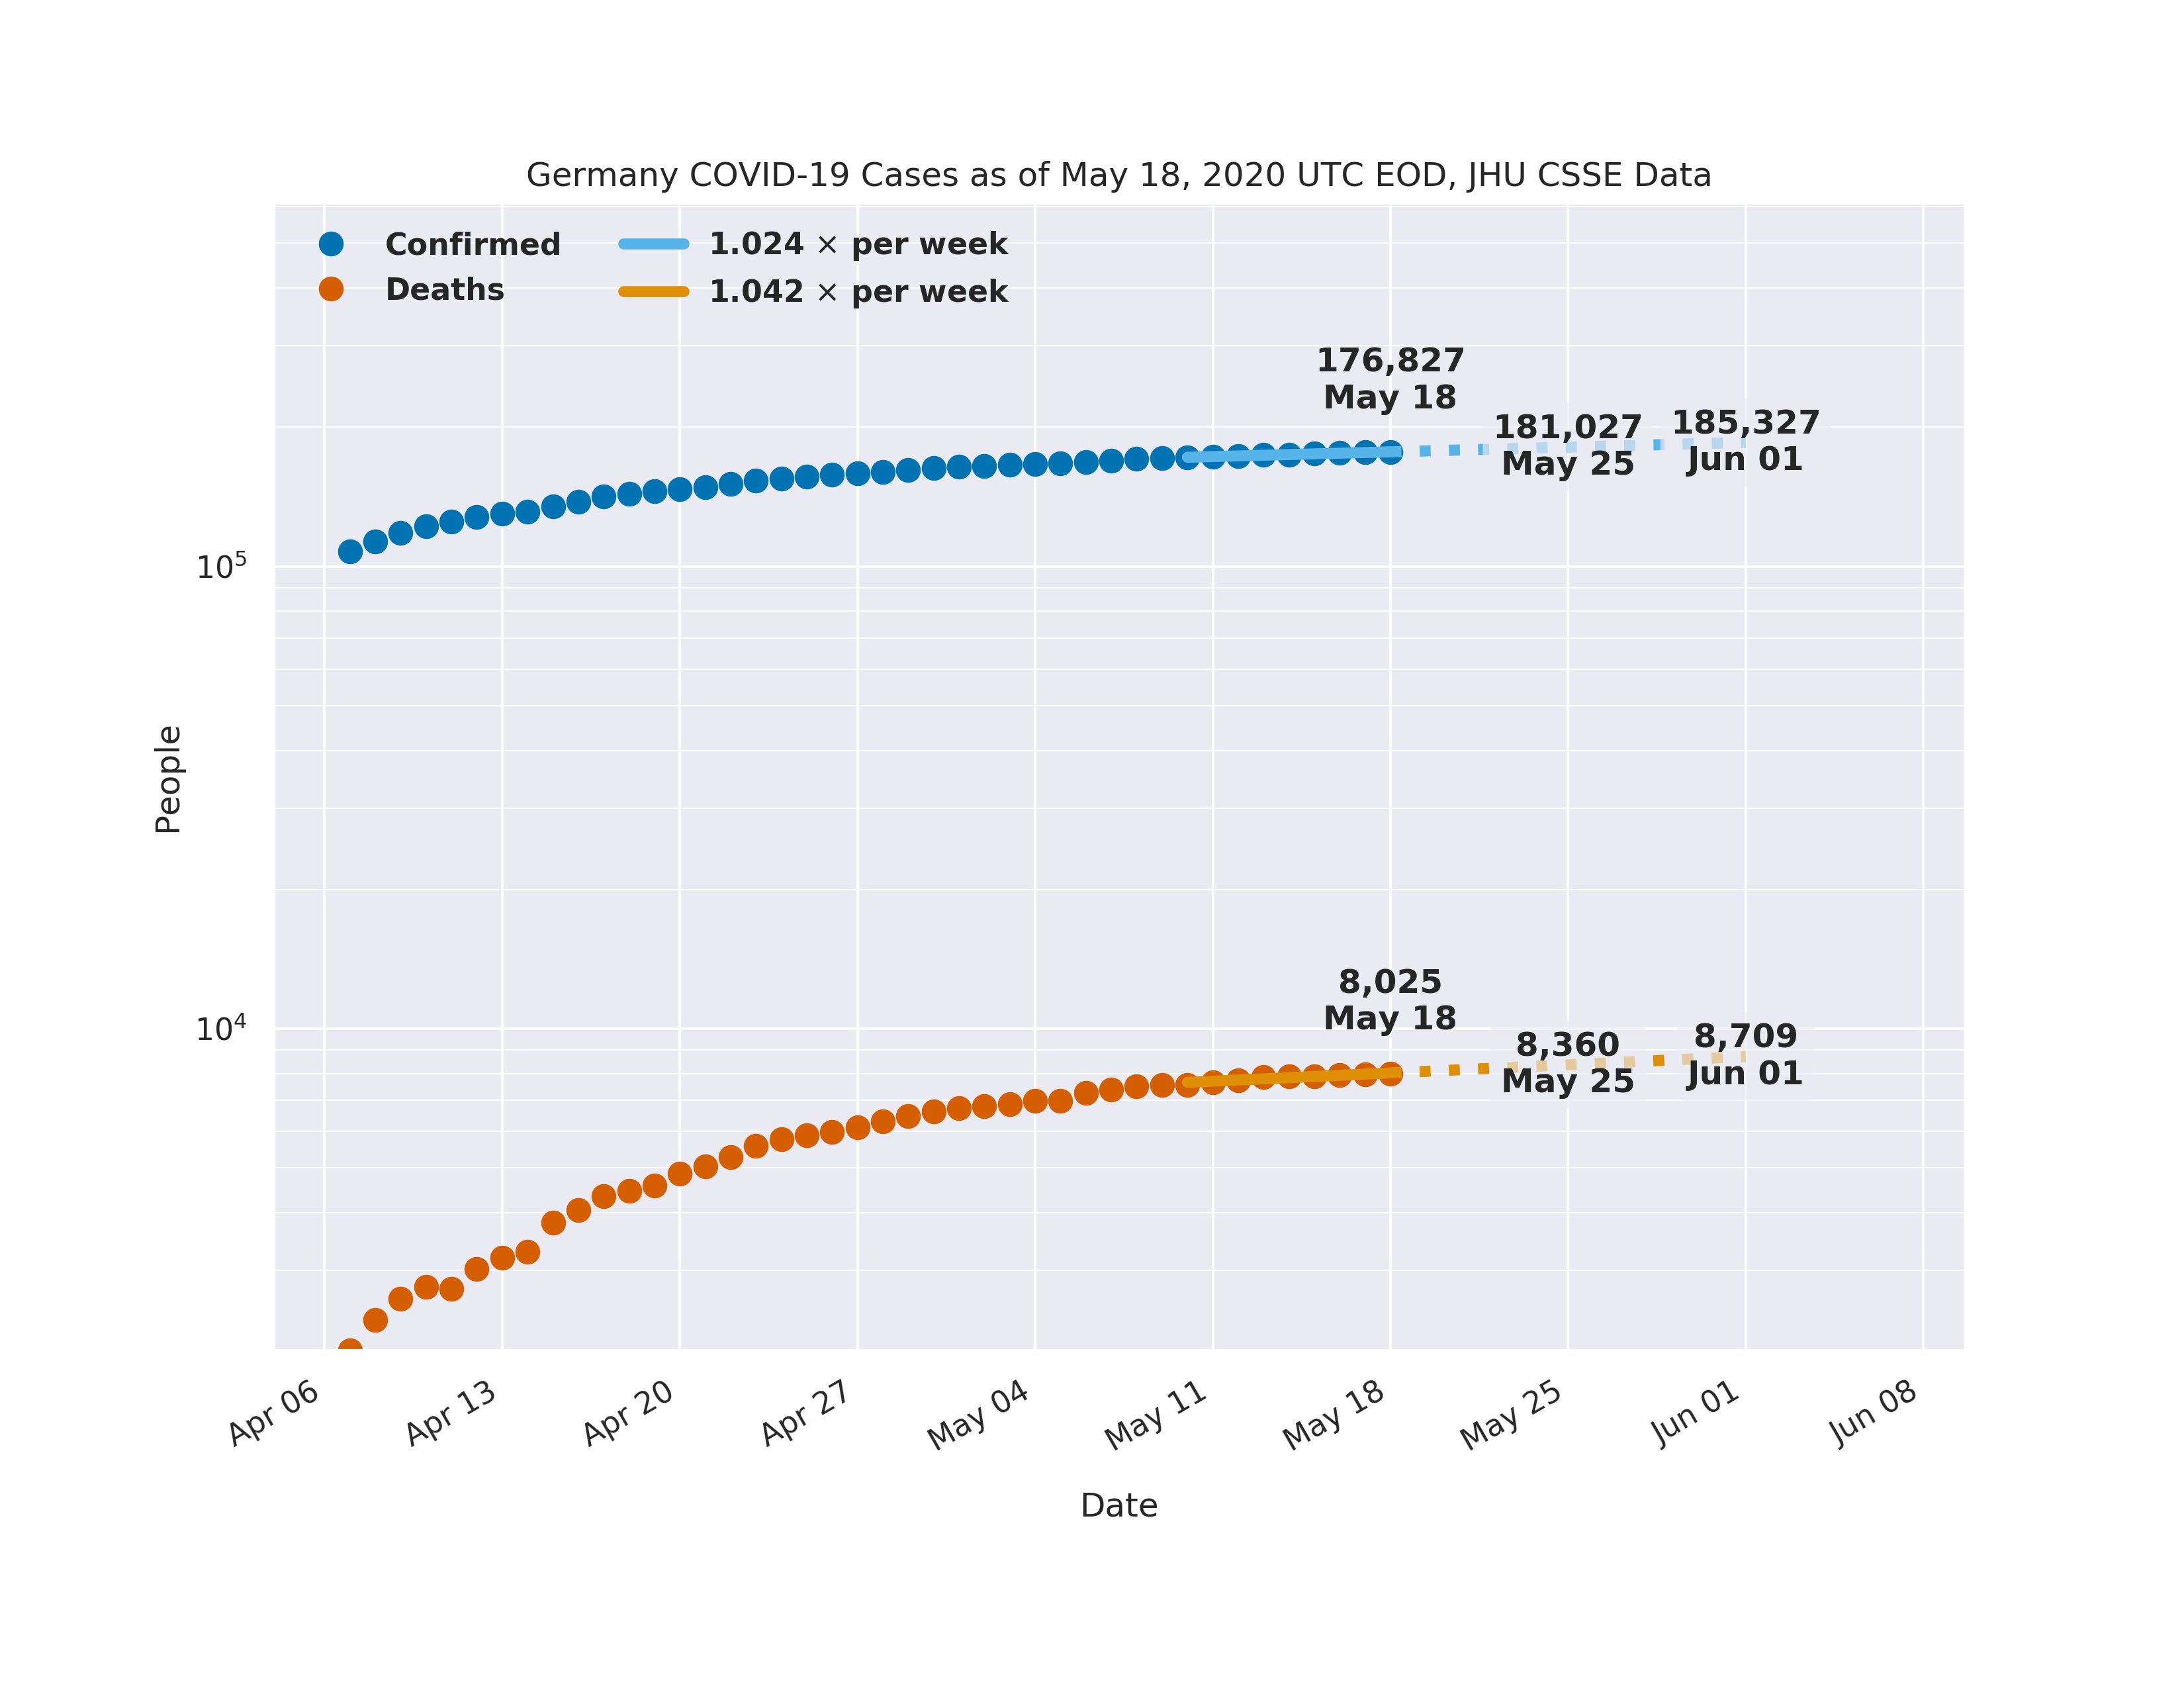 Germany COVID-19 Cases as of May 18, 2020 UTC EOD, JHU CSSE Data
Confirmed
Deaths
1.024 × per week
1.042 × per week
176,827
May 18
181,027
May 25
185,327
Jun 01
10⁵
People
8,025
May 18
10⁴
8,360
May 25
8,709
Jun 01
Apr 06
Apr 13
Apr 20
Apr 27
May 04
May 11
May 18
May 25
Jun 01
Jun 08
Date